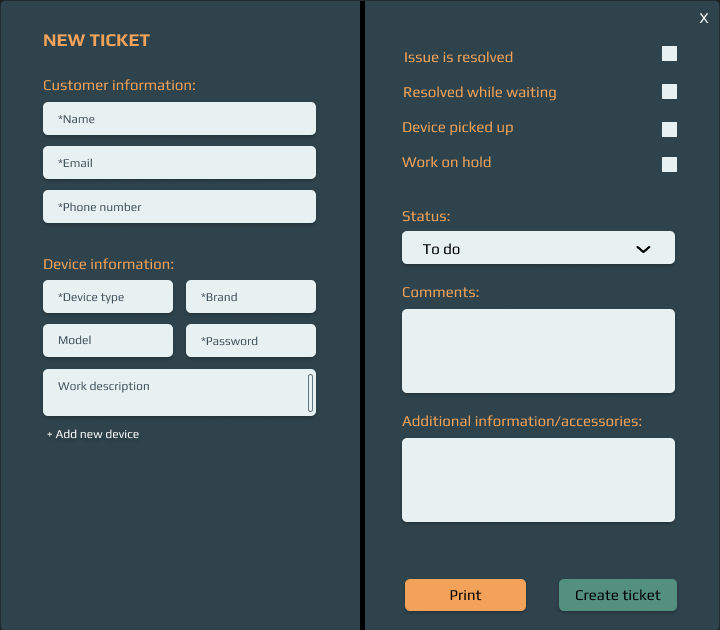 NEW TICKET
Customer information:
*Name
*Email
*Phone number
Device information:
*Device type
*Brand
Model
*Password
Work description
+ Add new device
X
Issue is resolved
Resolved while waiting
Device picked up
Work on hold
Status:
To do
Comments:
Additional information/accessories:
Print
Create ticket